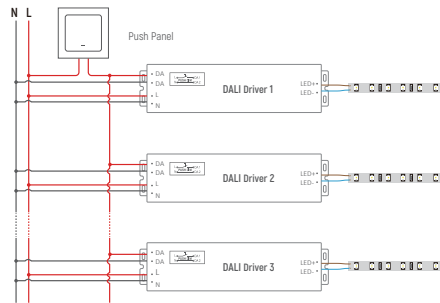 N L
Push Panel
DA
DA
L
N
DALI Driver 1
LED+
LED-
DA
DA
L
N
DALI Driver 2
LED+
LED-
DA
DA
L
N
DALI Driver 3
LED+
LED-